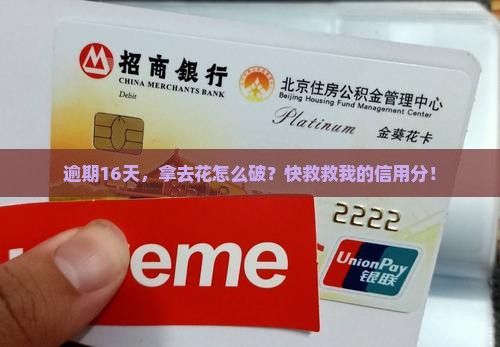 招商银行
CHINA MERCHANTS BANK
Debit
北京住房公积金管理中心
Beijing Housing Fund Management Center
Platinum
金葵花卡
逾期16天，拿去花怎么破？快救救我的信用分！
2222
eme
UnionPay
银联